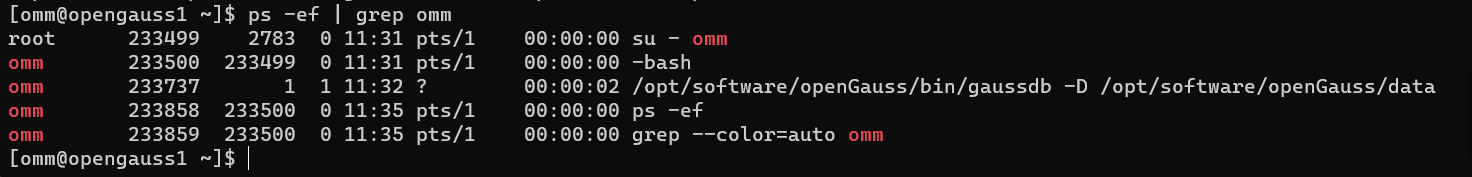 [omm@opengauss1 ~]$ ps -ef | grep omm
root      233499    2783  0 11:31 pts/1    00:00:00 su - omm
omm       233500  233499  0 11:31 pts/1    00:00:00 -bash
omm       233737       1  1 11:32 ?        00:00:02 /opt/software/openGauss/bin/gaussdb -D /opt/software/openGauss/data
omm       233858  233500  0 11:35 pts/1    00:00:00 ps -ef
omm       233859  233500  0 11:35 pts/1    00:00:00 grep --color=auto omm
[omm@opengauss1 ~]$